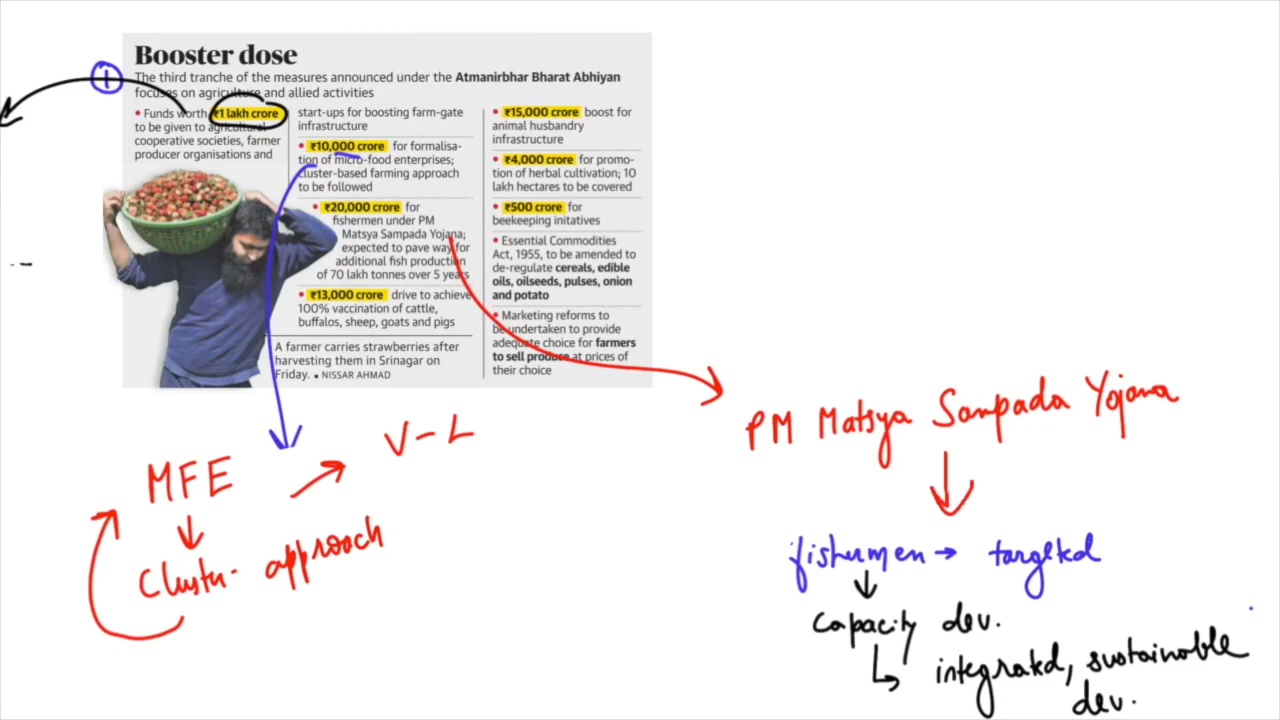 Booster dose
The third tranche of the measures announced under the Atmanirbhar Bharat Abhiyan
focuses on agriculture and allied activities
1
• Funds worth ₹1 lakh crore
to be given to agricultural
cooperative societies, farmer
producer organisations and
start-ups for boosting farm-gate
infrastructure
• ₹10,000 crore for formalisa-
tion of micro-food enterprises;
cluster-based farming approach
to be followed
• ₹20,000 crore for
fishermen under PM
Matsya Sampada Yojana;
expected to pave way for
additional fish production
of 70 lakh tonnes over 5 years
• ₹13,000 crore drive to achieve
100% vaccination of cattle,
buffalos, sheep, goats and pigs
A farmer carries strawberries after
harvesting them in Srinagar on
Friday. • NISSAR AHMAD
• ₹15,000 crore boost for
animal husbandry
infrastructure
• ₹4,000 crore for promo-
tion of herbal cultivation; 10
lakh hectares to be covered
• ₹500 crore for
beekeeping initatives
• Essential Commodities
Act, 1955, to be amended to
de-regulate cereals, edible
oils, oilseeds, pulses, onion
and potato
• Marketing reforms to
be undertaken to provide
adequate choice for farmers
to sell produce at prices of
their choice
MFE → V-L
↓
Cluster- approach
PM Matsya Sampada Yojana
↓
fishermen → targeted
↓
capacity dev.
↳ integrated, sustainable
dev.